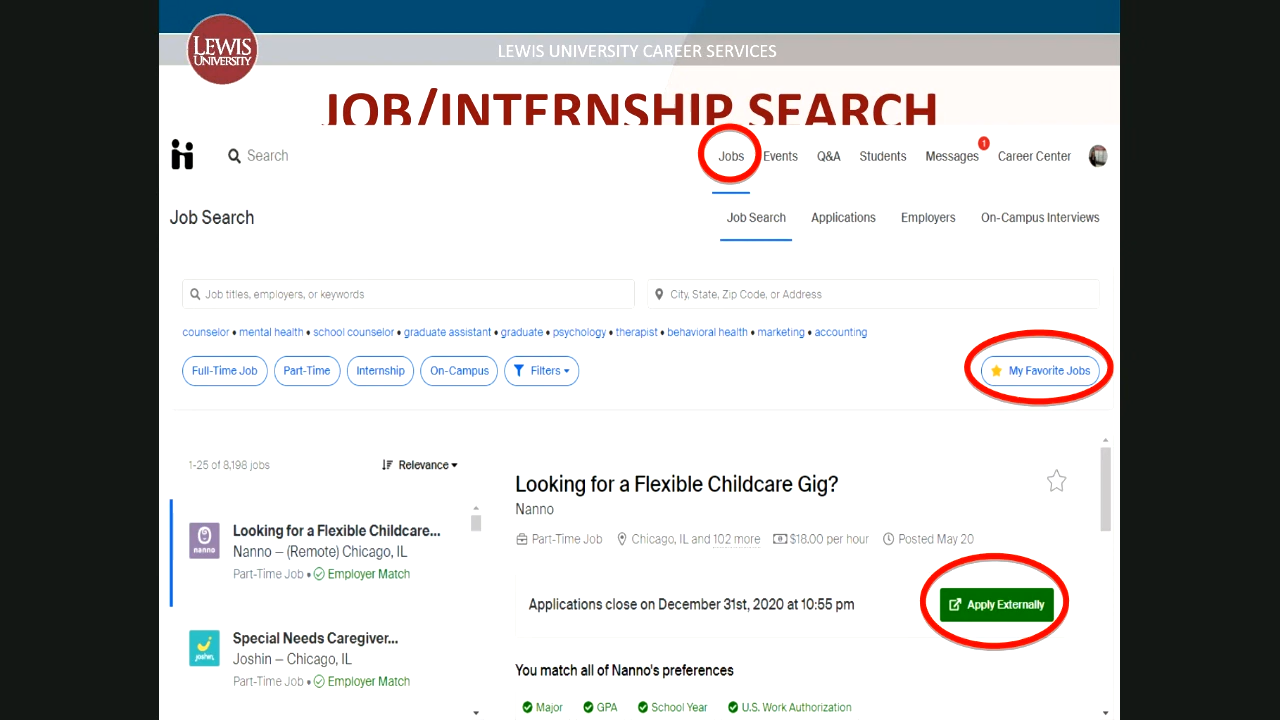 LEWIS UNIVERSITY
LEWIS UNIVERSITY CAREER SERVICES
JOB/INTERNSHIP SEARCH
Search
Jobs Events Q&A Students Messages 1 Career Center
Job Search
Job Search Applications Employers On-Campus Interviews
Job titles, employers, or keywords
City, State, Zip Code, or Address
counselor • mental health • school counselor • graduate assistant • graduate • psychology • therapist • behavioral health • marketing • accounting
Full-Time Job Part-Time Internship On-Campus Filters
My Favorite Jobs
1-25 of 8,198 jobs
Relevance
nanno
Looking for a Flexible Childcare...
Nanno – (Remote) Chicago, IL
Part-Time Job • Employer Match
joshin
Special Needs Caregiver...
Joshin – Chicago, IL
Part-Time Job • Employer Match
Looking for a Flexible Childcare Gig?
Nanno
Part-Time Job Chicago, IL and 102 more $18.00 per hour Posted May 20
Applications close on December 31st, 2020 at 10:55 pm
Apply Externally
You match all of Nanno's preferences
Major GPA School Year U.S. Work Authorization